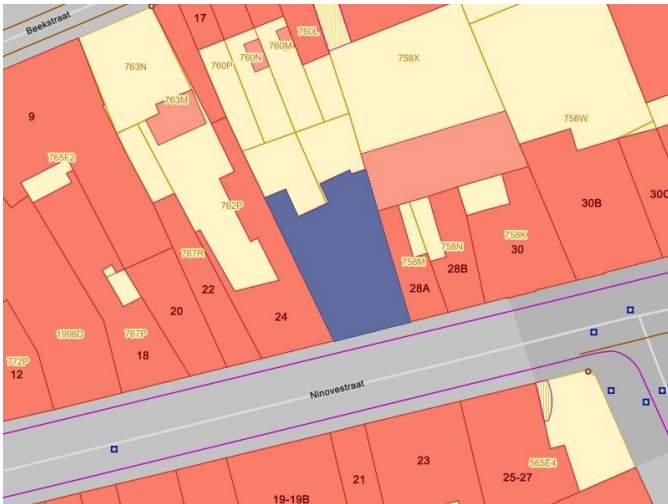 Beekstraat
17
760L
760M
760N
760P
758X
763N
763M
758W
9
765F2
762P
30B
30C
758K
30
758N
28B
758M
28A
767R
22
20
24
1998D
767P
18
772P
12
Ninovestraat
23
565E4
25-27
21
19-19B